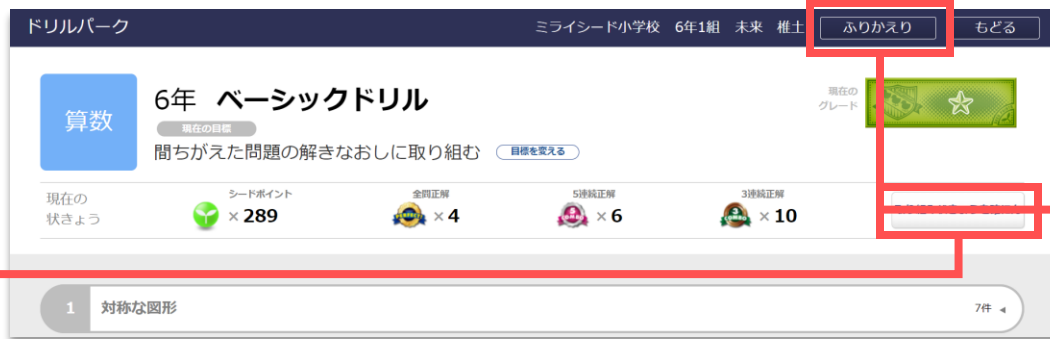 ドリルパーク ミライシード小学校 6年1組 未来 椎土 ふりかえり もどる
算数
6年 ベーシックドリル
現在の目標
間ちがえた問題の解きなおしに取り組む 目標を変える
現在の
グレード
現在の
状きょう
シードポイント 全問正解 5連続正解 3連続正解
×289 ×4 ×6 ×10
1 対称な図形 7件